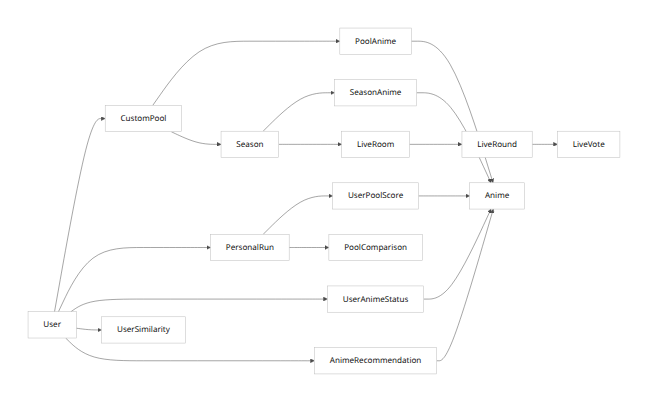 PoolAnime
SeasonAnime
CustomPool
Season
LiveRoom
LiveRound
LiveVote
UserPoolScore
Anime
PersonalRun
PoolComparison
UserAnimeStatus
User
UserSimilarity
AnimeRecommendation